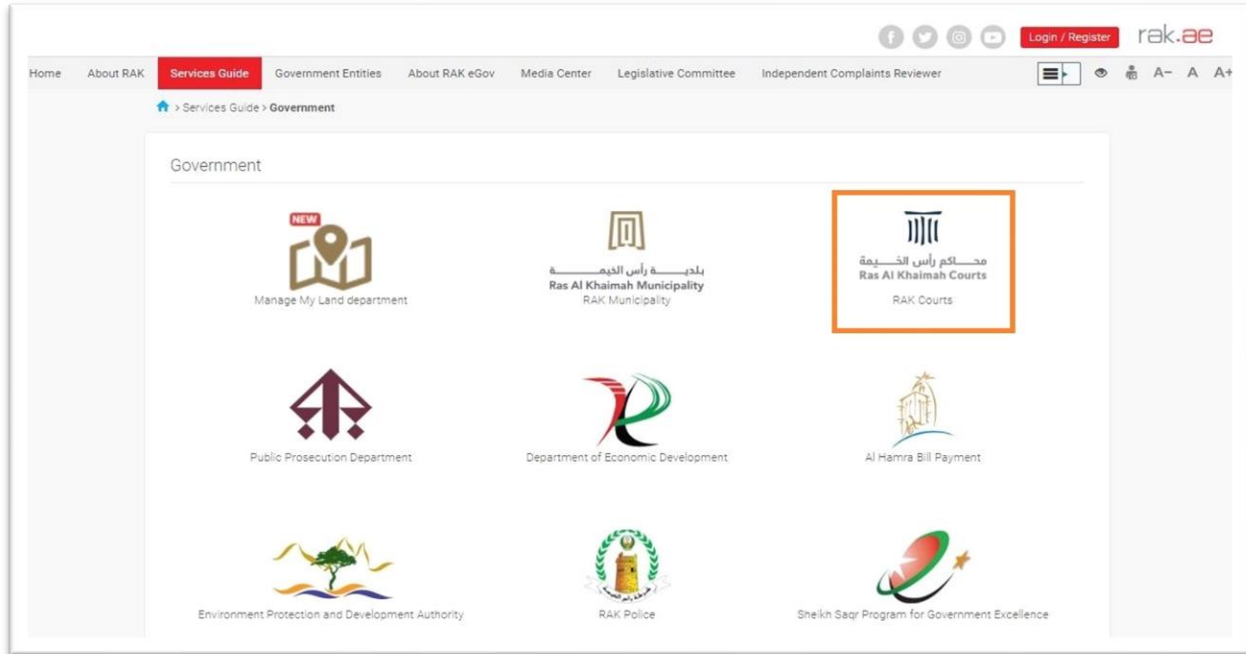 Login / Register
rak.ae
Home About RAK Services Guide Government Entities About RAK eGov Media Center Legislative Committee Independent Complaints Reviewer A- A A+
> Services Guide > Government
Government
NEW
Manage My Land department
بلديــــــة رأس الخيمــــــة
Ras Al Khaimah Municipality
RAK Municipality
محــــاكم رأس الخــــيمة
Ras Al Khaimah Courts
RAK Courts
Public Prosecution Department
Department of Economic Development
Al Hamra Bill Payment
Environment Protection and Development Authority
RAK Police
Sheikh Saqr Program for Government Excellence